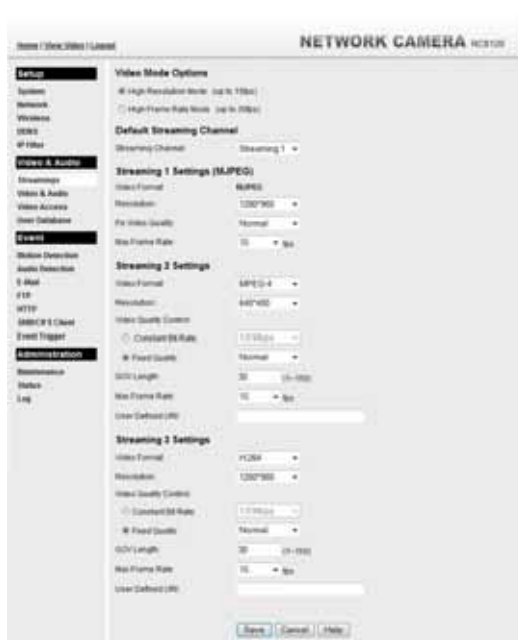 Home | View Video | Logout
NETWORK CAMERA
Setup
System
Network
Wireless
DDNS
IP Filter
Video & Audio
Streamings
Video & Audio
Video Access
User Database
Event
Motion Detection
Audio Detection
E-Mail
FTP
HTTP
Event Trigger
Administration
Maintenance
Status
Log
Video Mode Options
High Resolution Mode (up to 15fps)
High Frame Rate Mode (up to 30fps)
Default Streaming Channel
Streaming Channel Streaming 1
Streaming 1 Settings (MJPEG)
Video Format MJPEG
Resolution 1280*960
Fix Video Quality Normal
Max Frame Rate 15 fps
Streaming 2 Settings
Video Format MPEG-4
Resolution 640*480
Video Quality Control
Constant Bit Rate
Fixed Quality Normal
GOV Length 30
Max Frame Rate 15 fps
User Defined URI
Streaming 3 Settings
Video Format H.264
Resolution 1280*960
Video Quality Control
Constant Bit Rate
Fixed Quality Normal
GOV Length 30
Max Frame Rate 15 fps
User Defined URI
Save Cancel Help